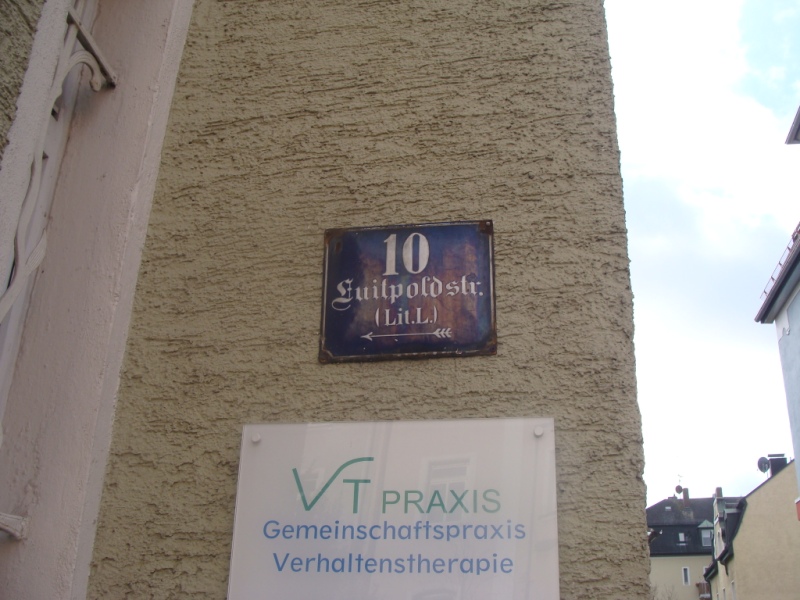 10
Luitpoldstr.
(Lit.L.)
VT PRAXIS
Gemeinschaftspraxis
Verhaltenstherapie